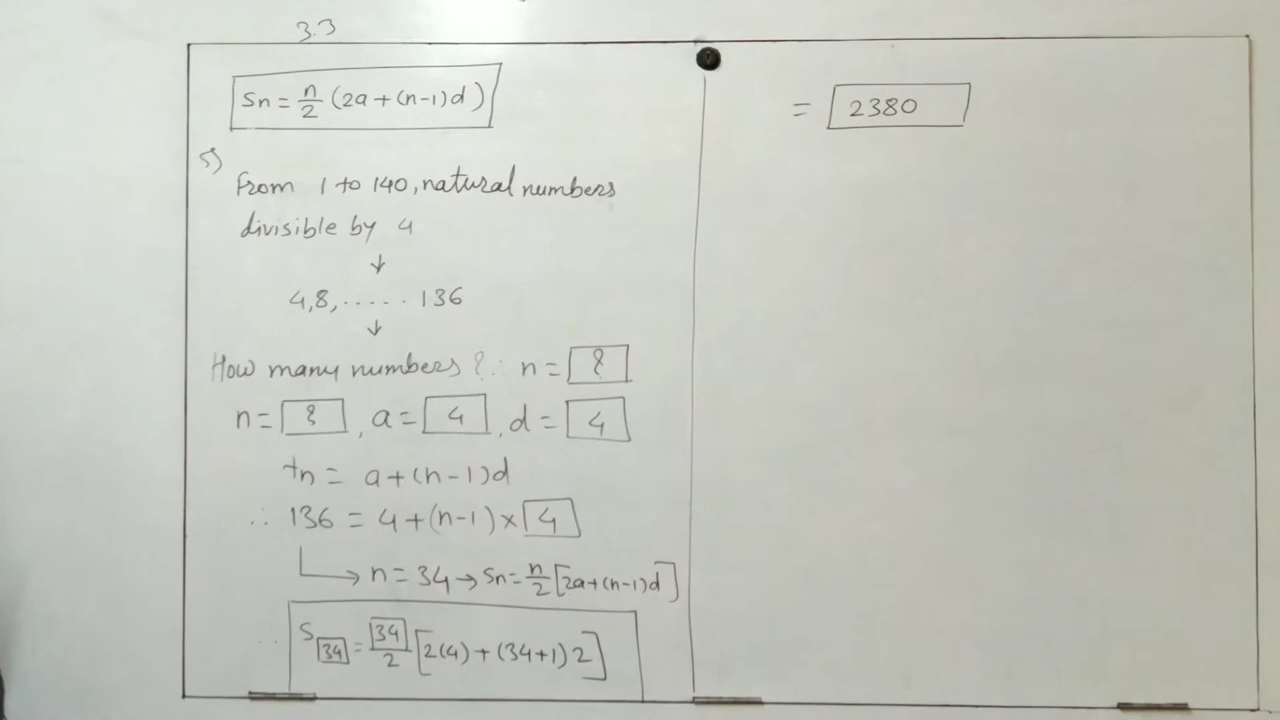 3.3
Sn = n/2 (2a + (n-1)d)
5)
From 1 to 140, natural numbers
divisible by 4
↓
4,8,...... 136
↓
How many numbers ? ∴ n = ?
n = ?, a = 4, d = 4
tn = a+(n-1)d
∴ 136 = 4+(n-1)×4
→ n = 34 → Sn = n/2 [2a+(n-1)d]
∴ S34 = 34/2 [2(4)+(34+1)2]
= 2380